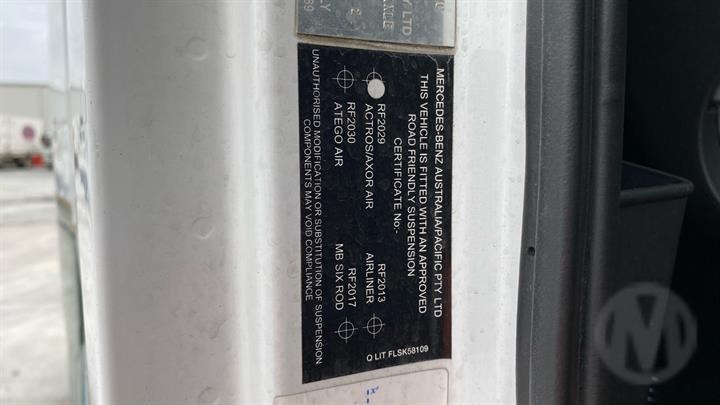 Y LTD
MERCEDES-BENZ AUSTRALIA/PACIFIC PTY LTD
THIS VEHICLE IS FITTED WITH AN APPROVED
ROAD FRIENDLY SUSPENSION
CERTIFICATE No:-
RF2029
ACTROS/AXOR AIR
RF2013
AIRLINER
RF2030
ATEGO AIR
RF2017
MB SIX ROD
UNAUTHORISED MODIFICATION OR SUBSTITUTION OF SUSPENSION
COMPONENTS MAY VOID COMPLIANCE
Q LIT FLSK58109
M